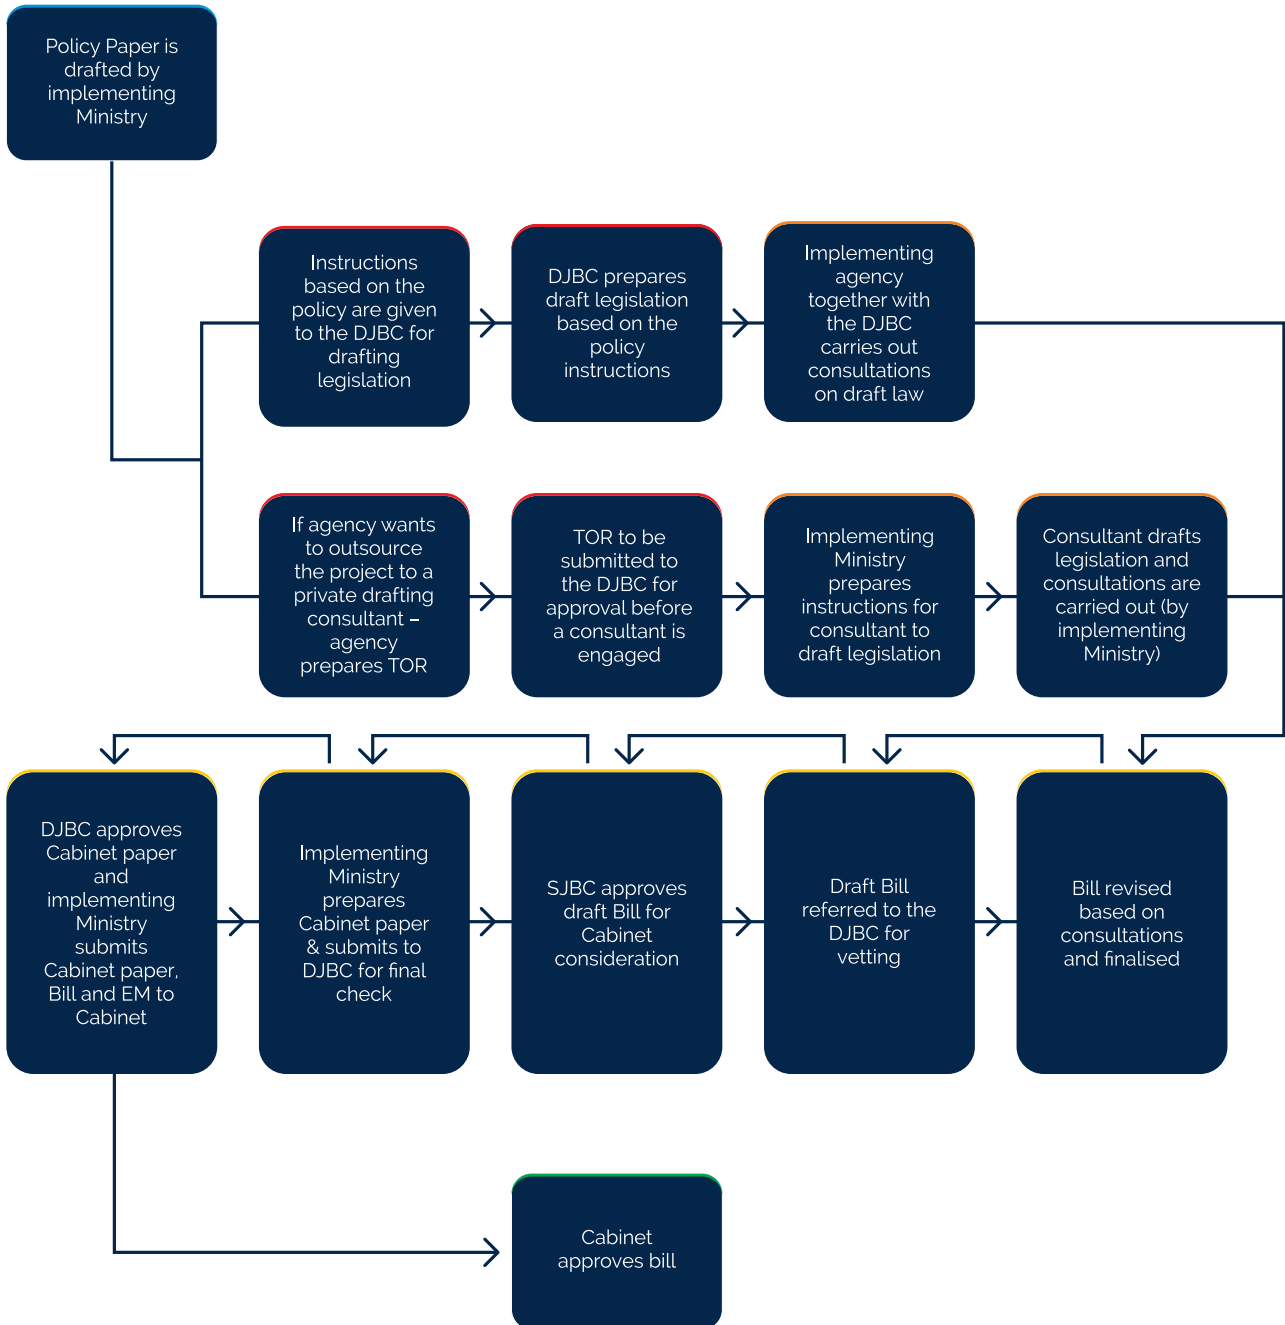 Policy Paper is
drafted by
implementing
Ministry
Instructions
based on the
policy are given
to the DJBC for
drafting
legislation
DJBC prepares
draft legislation
based on the
policy
instructions
Implementing
agency
together with
the DJBC
carries out
consultations
on draft law
If agency wants
to outsource
the project to a
private drafting
consultant –
agency
prepares TOR
TOR to be
submitted to
the DJBC for
approval before
a consultant is
engaged
Implementing
Ministry
prepares
instructions for
consultant to
draft legislation
Consultant drafts
legislation and
consultations are
carried out (by
implementing
Ministry)
DJBC approves
Cabinet paper
and
implementing
Ministry
submits
Cabinet paper,
Bill and EM to
Cabinet
Implementing
Ministry
prepares
Cabinet paper
& submits to
DJBC for final
check
SJBC approves
draft Bill for
Cabinet
consideration
Draft Bill
referred to the
DJBC for
vetting
Bill revised
based on
consultations
and finalised
Cabinet
approves bill